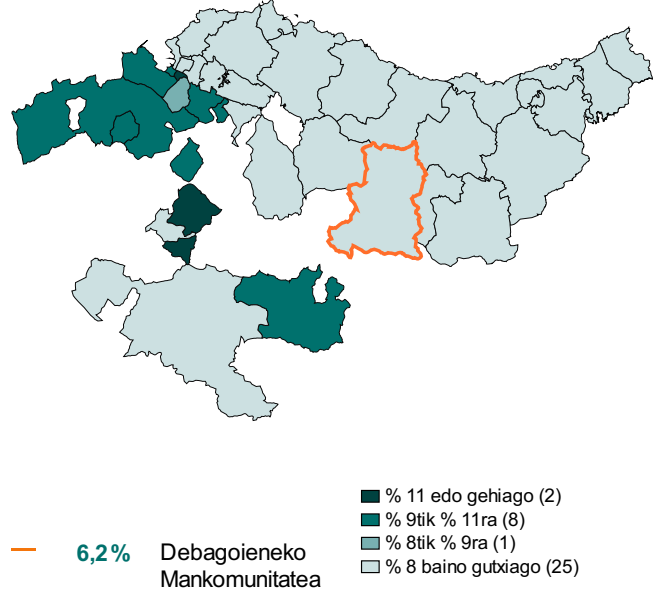 % 11 edo gehiago (2)
% 9tik % 11ra (8)
% 8tik % 9ra (1)
% 8 baino gutxiago (25)
6,2% Debagoieneko
Mankomunitatea